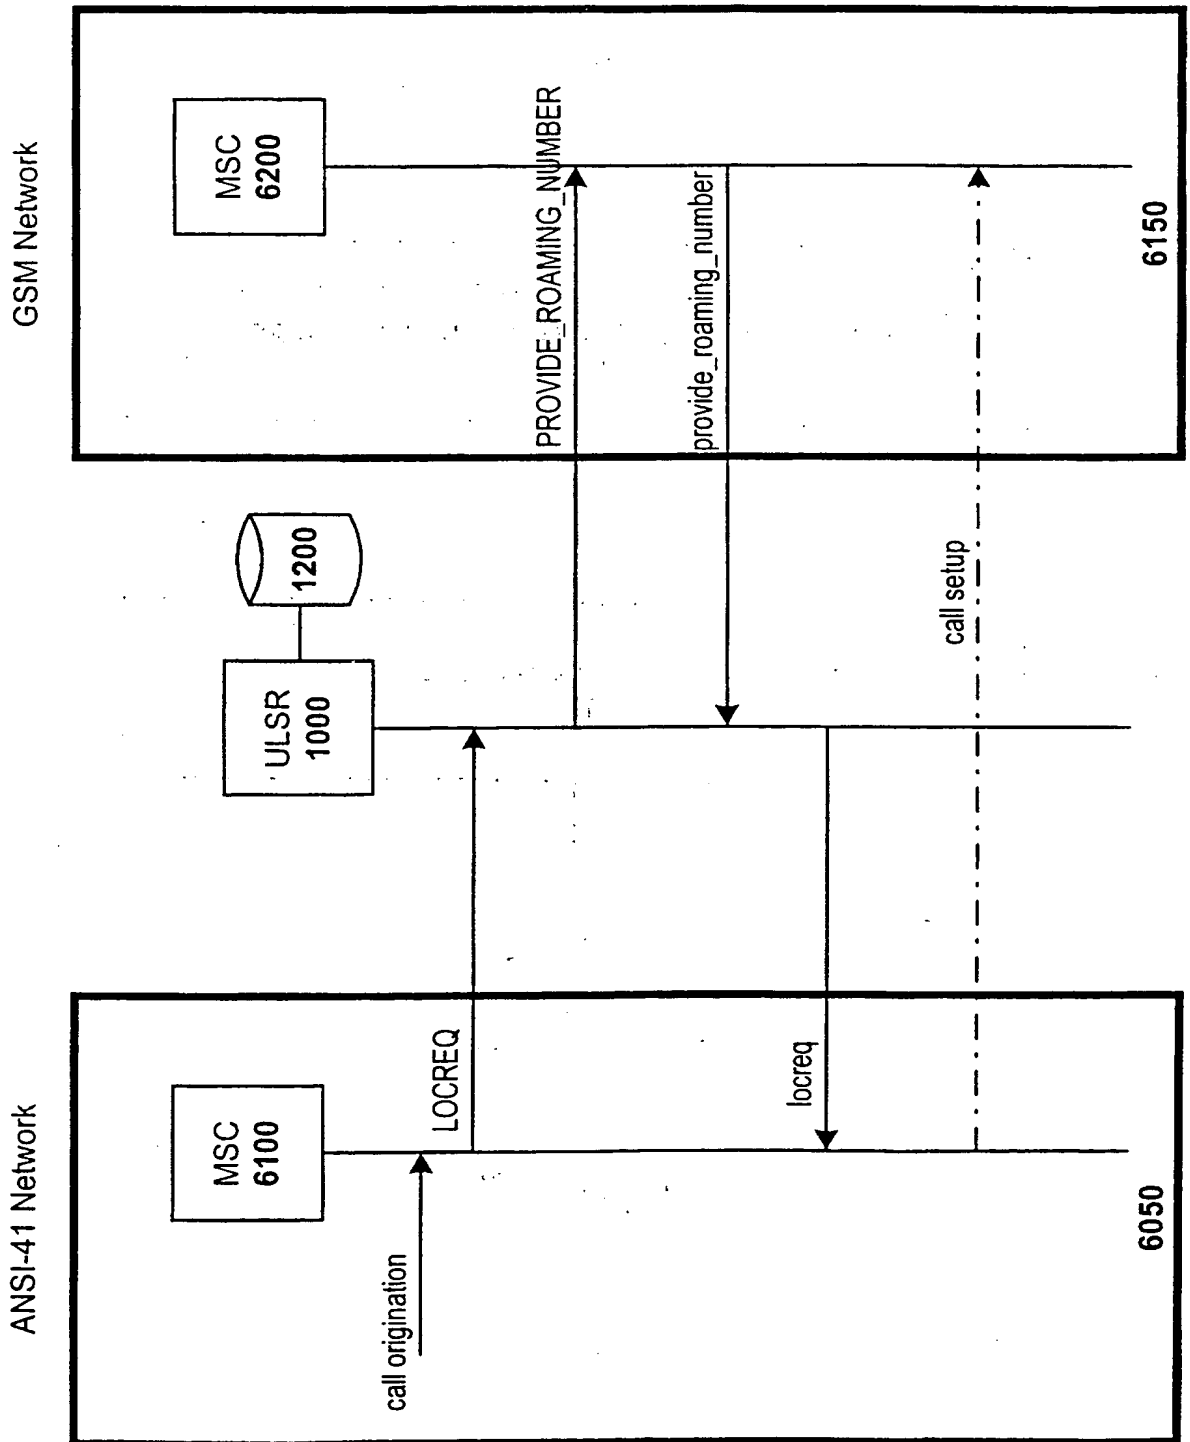 ANSI-41 Network
GSM Network
MSC
6100
ULSR
1000
1200
MSC
6200
call origination
LOCREQ
PROVIDE_ROAMING_NUMBER
provide_roaming_number
locreq
call setup
6050
6150